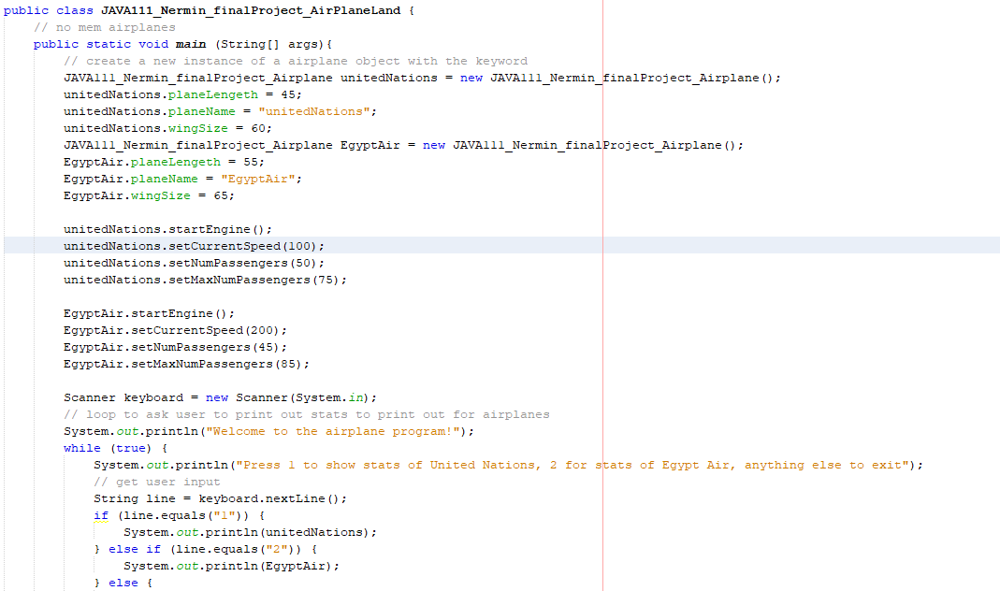 public class JAVA111_Nermin_finalProject_AirPlaneLand {
// no mem airplanes
public static void main (String[] args){
// create a new instance of a airplane object with the keyword
JAVA111_Nermin_finalProject_Airplane unitedNations = new JAVA111_Nermin_finalProject_Airplane();
unitedNations.planeLengeth = 45;
unitedNations.planeName = "unitedNations";
unitedNations.wingSize = 60;
JAVA111_Nermin_finalProject_Airplane EgyptAir = new JAVA111_Nermin_finalProject_Airplane();
EgyptAir.planeLengeth = 55;
EgyptAir.planeName = "EgyptAir";
EgyptAir.wingSize = 65;
unitedNations.startEngine();
unitedNations.setCurrentSpeed(100);
unitedNations.setNumPassengers(50);
unitedNations.setMaxNumPassengers(75);
EgyptAir.startEngine();
EgyptAir.setCurrentSpeed(200);
EgyptAir.setNumPassengers(45);
EgyptAir.setMaxNumPassengers(85);
Scanner keyboard = new Scanner(System.in);
// loop to ask user to print out stats to print out for airplanes
System.out.println("Welcome to the airplane program!");
while (true) {
System.out.println("Press 1 to show stats of United Nations, 2 for stats of Egypt Air, anything else to exit");
// get user input
String line = keyboard.nextLine();
if (line.equals("1")) {
System.out.println(unitedNations);
} else if (line.equals("2")) {
System.out.println(EgyptAir);
} else {